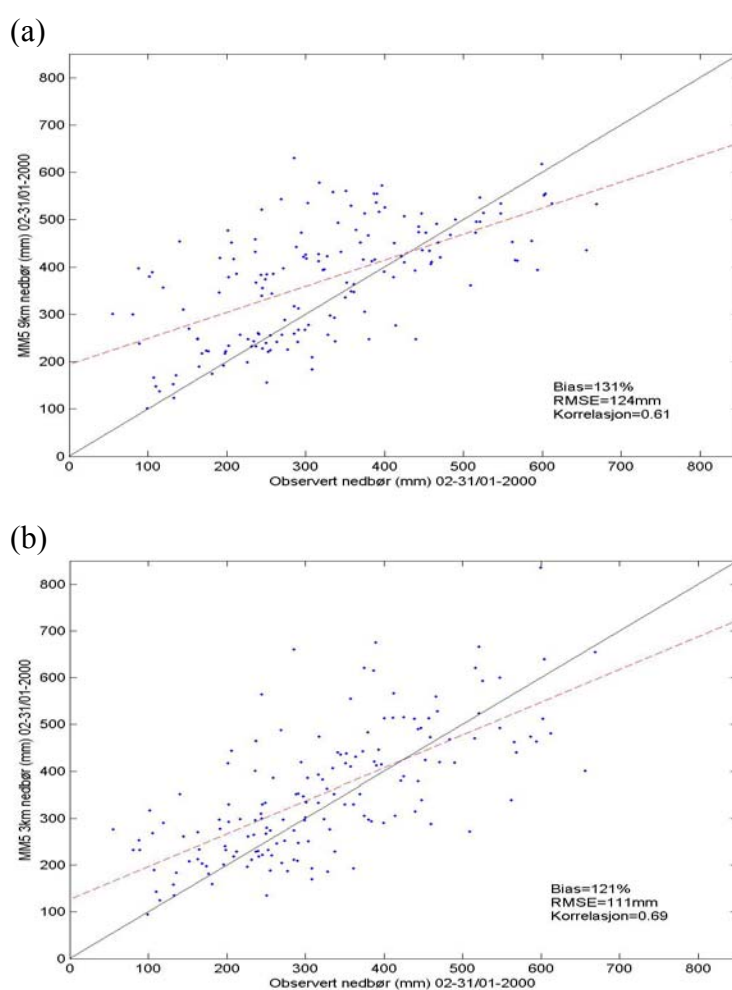 (a)
800
700
600
500
400
300
200
100
0
MM5 9km nedbør (mm) 02-31/01-2000
Bias=131%
RMSE=124mm
Korrelasjon=0.61
0 100 200 300 400 500 600 700 800
Observert nedbør (mm) 02-31/01-2000
(b)
800
700
600
500
400
300
200
100
0
MM5 3km nedbør (mm) 02-31/01-2000
Bias=121%
RMSE=111mm
Korrelasjon=0.69
0 100 200 300 400 500 600 700 800
Observert nedbør (mm) 02-31/01-2000